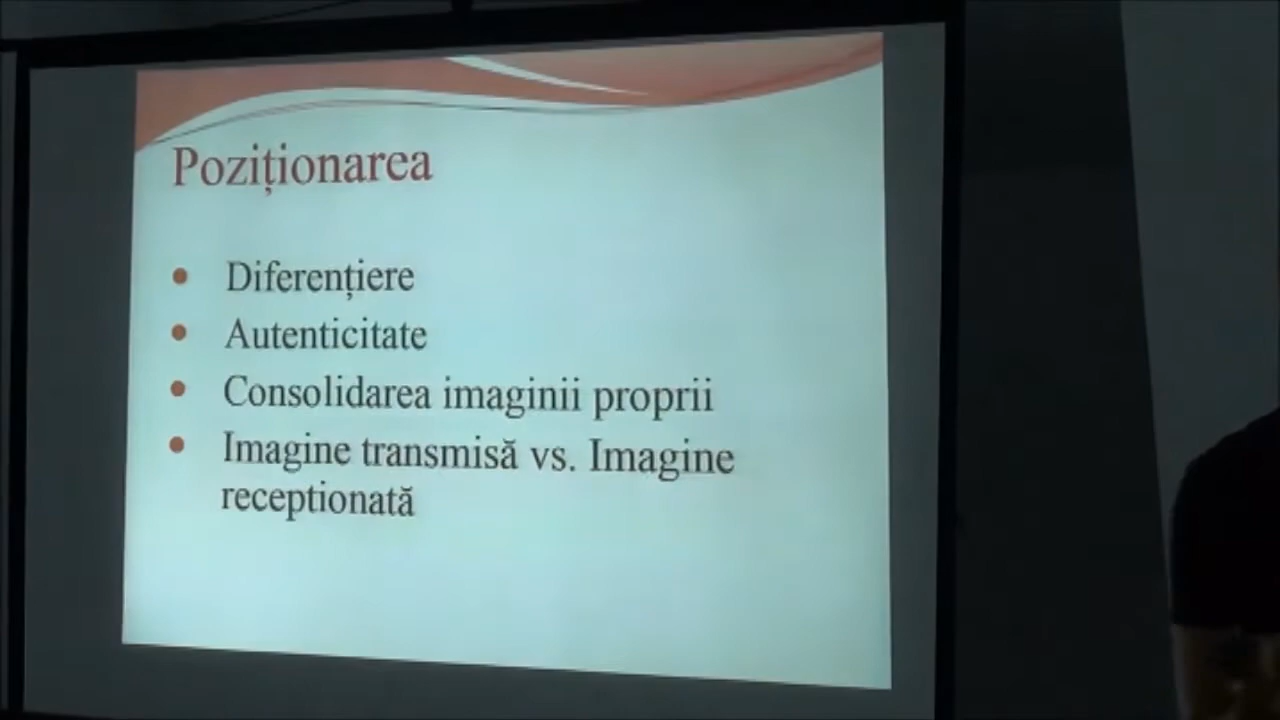 Poziționarea
• Diferențiere
• Autenticitate
• Consolidarea imaginii proprii
• Imagine transmisă vs. Imagine
receptionată